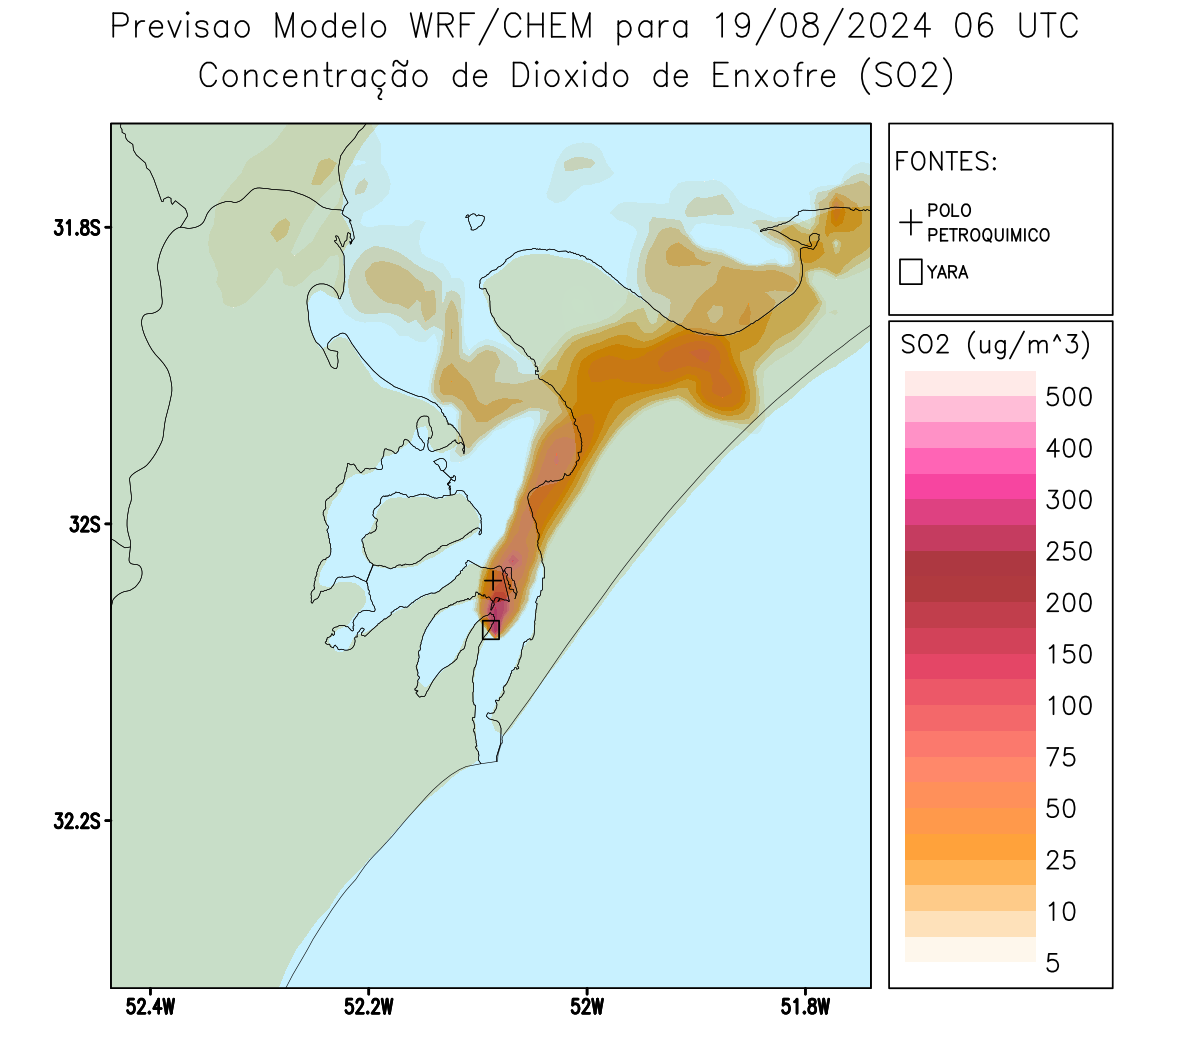 Previsao Modelo WRF/CHEM para 19/08/2024 06 UTC
Concentração de Dioxido de Enxofre (SO2)
FONTES:
POLO
PETROQUIMICO
YARA
SO2 (ug/m^3)
500
400
300
250
200
150
100
75
50
25
10
5
31.8S
32S
32.2S
52.4W
52.2W
52W
51.8W